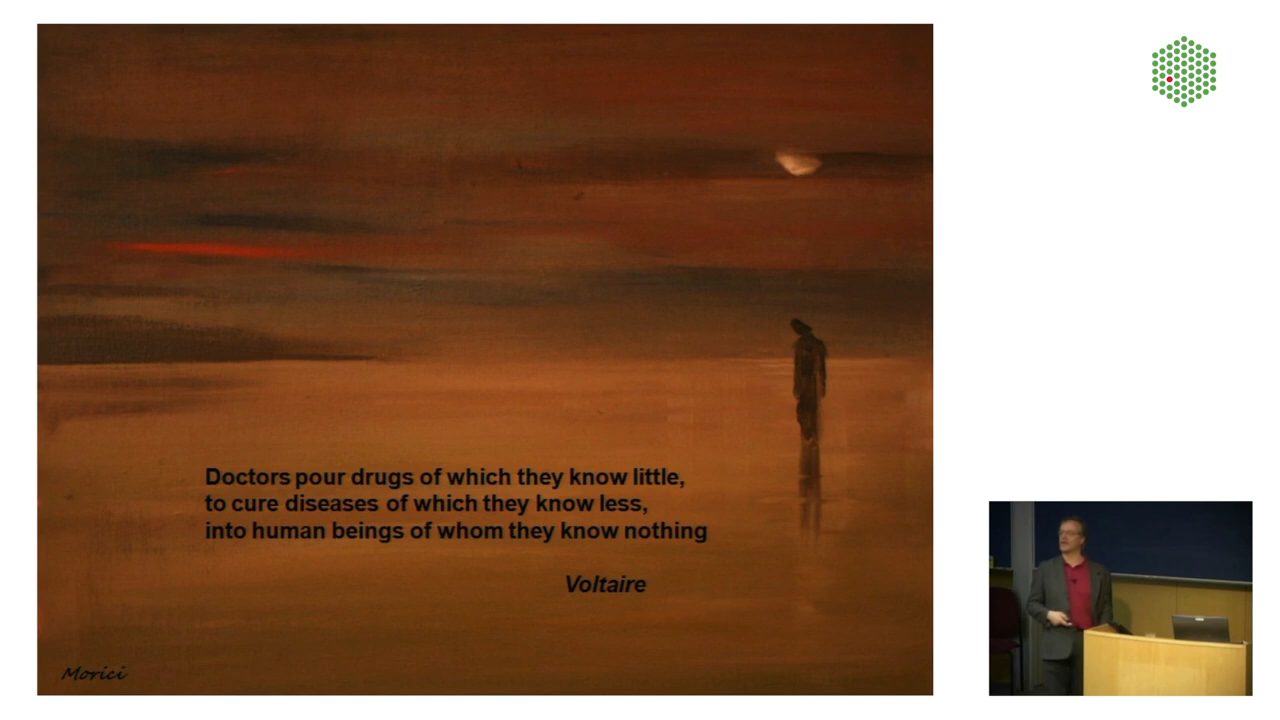 Doctors pour drugs of which they know little,
to cure diseases of which they know less,
into human beings of whom they know nothing
Voltaire
Morici